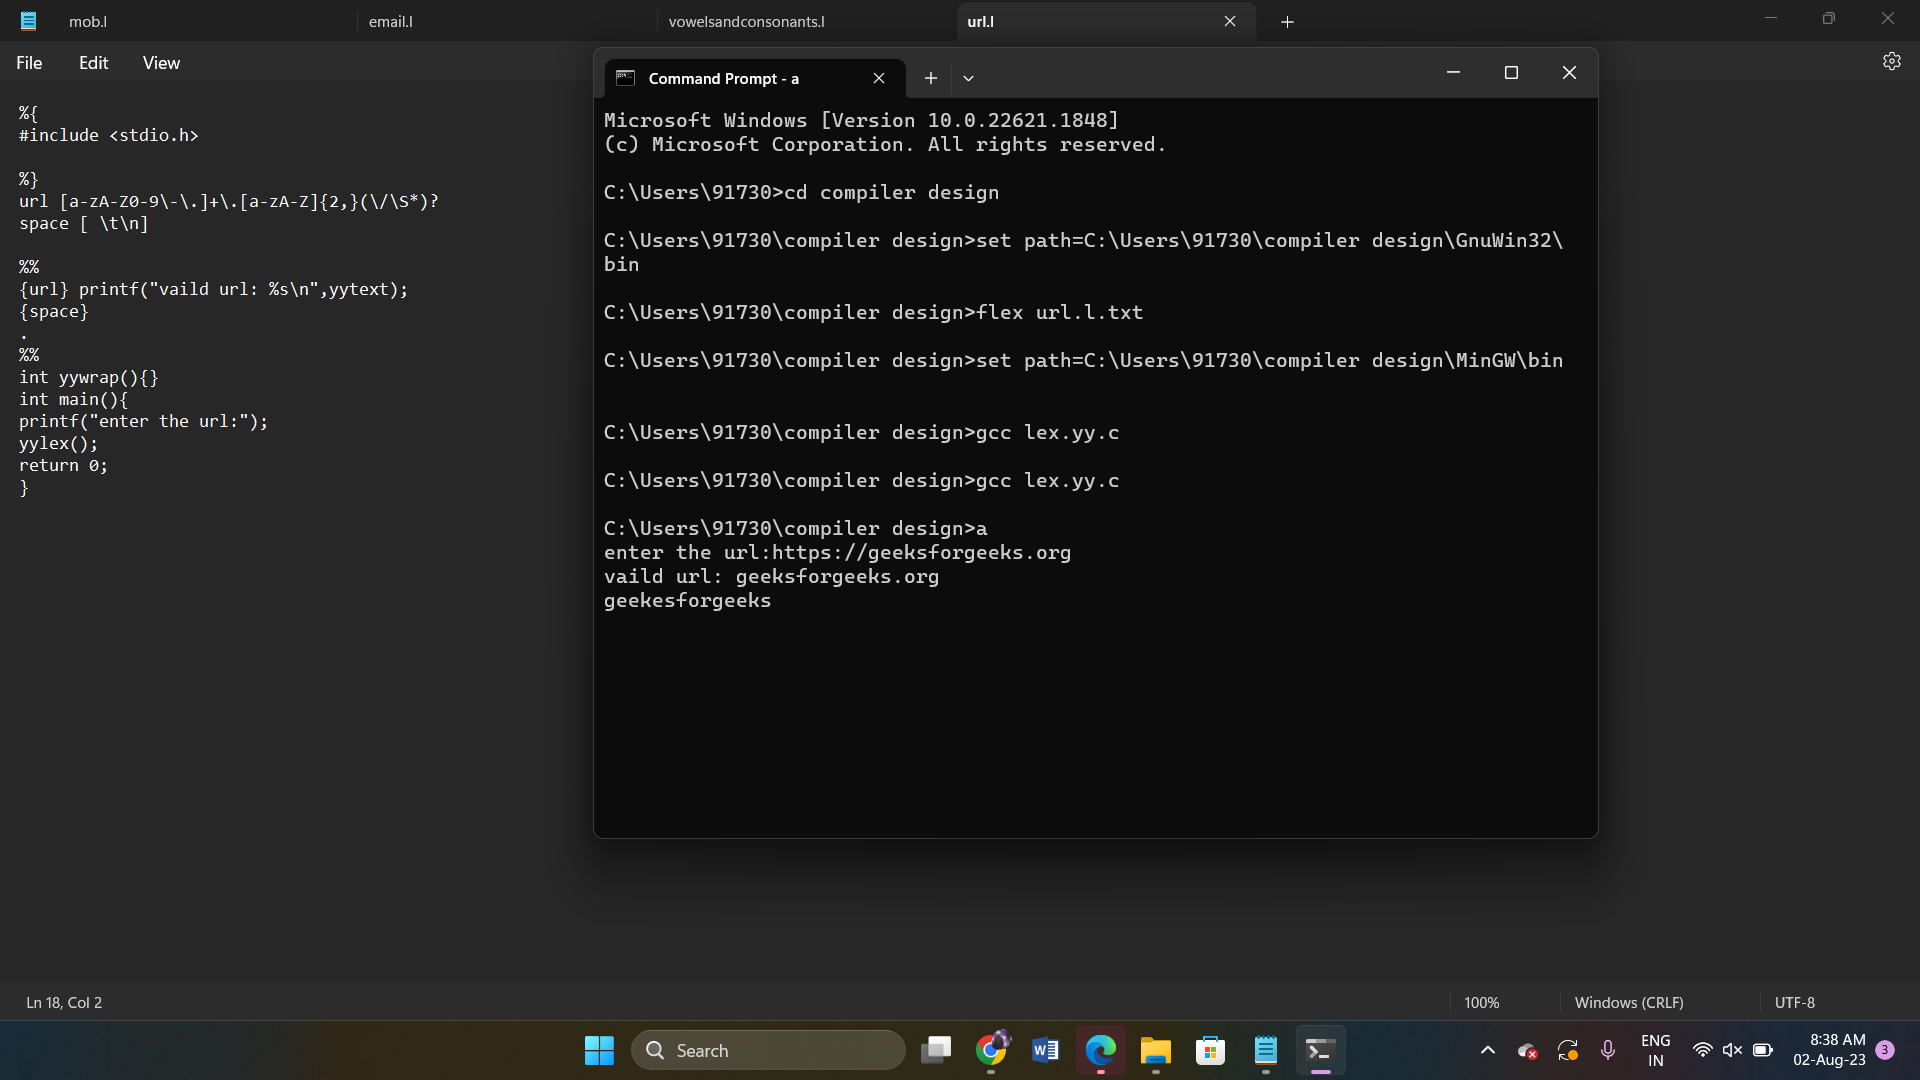 mob.l
email.l
vowelsandconsonants.l
url.l
File
Edit
View
%{
#include <stdio.h>
%}
url [a-zA-Z0-9\-\.]+\.[a-zA-Z]{2,}(\/\S*)?
space [ \t\n]
%%
{url} printf("vaild url: %s\n",yytext);
{space}
.
%%
int yywrap(){}
int main(){
printf("enter the url:");
yylex();
return 0;
}
Command Prompt - a
Microsoft Windows [Version 10.0.22621.1848]
(c) Microsoft Corporation. All rights reserved.
C:\Users\91730>cd compiler design
C:\Users\91730\compiler design>set path=C:\Users\91730\compiler design\GnuWin32\
bin
C:\Users\91730\compiler design>flex url.l.txt
C:\Users\91730\compiler design>set path=C:\Users\91730\compiler design\MinGW\bin
C:\Users\91730\compiler design>gcc lex.yy.c
C:\Users\91730\compiler design>gcc lex.yy.c
C:\Users\91730\compiler design>a
enter the url:https://geeksforgeeks.org
vaild url: geeksforgeeks.org
geekesforgeeks
Ln 18, Col 2
100%
Windows (CRLF)
UTF-8
Search
ENG
IN
8:38 AM
02-Aug-23
3